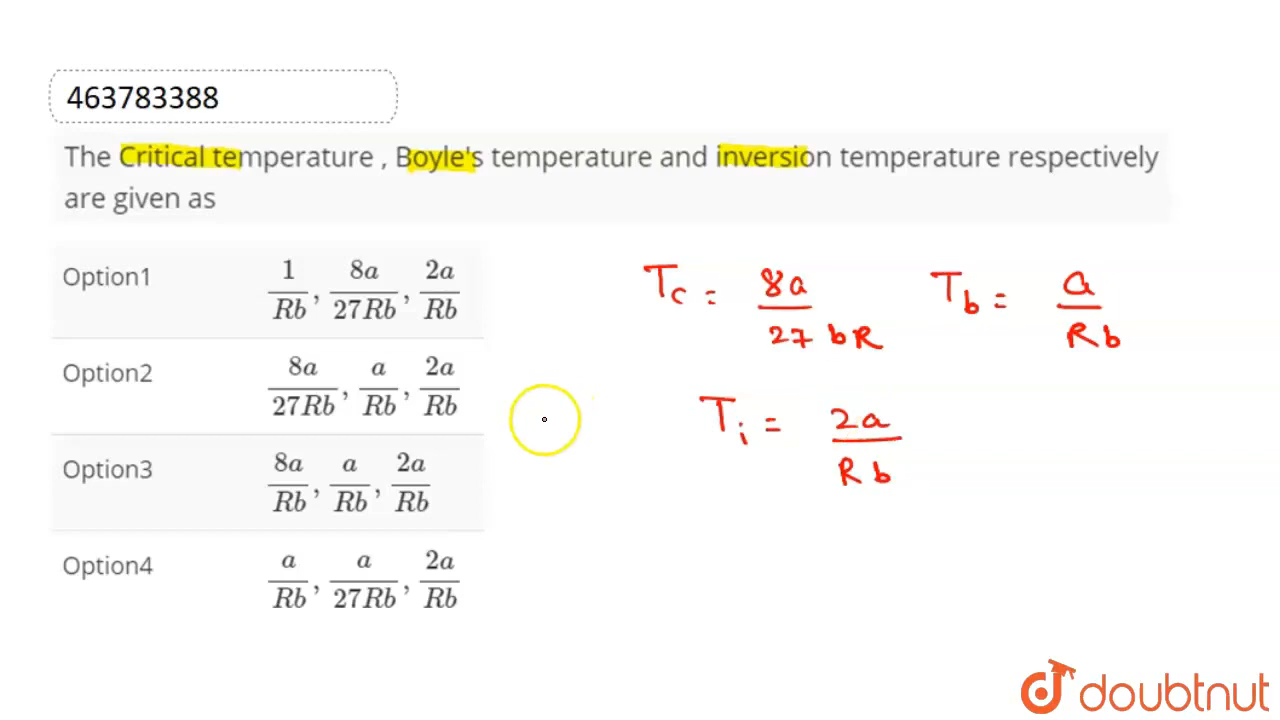 463783388
The Critical temperature , Boyle's temperature and inversion temperature respectively
are given as
Option1 1/Rb, 8a/27Rb, 2a/Rb
Option2 8a/27Rb, a/Rb, 2a/Rb
Option3 8a/Rb, a/Rb, 2a/Rb
Option4 a/Rb, a/27Rb, 2a/Rb
Tc = 8a/27bR Tb = a/Rb
Ti = 2a/Rb
doubtnut